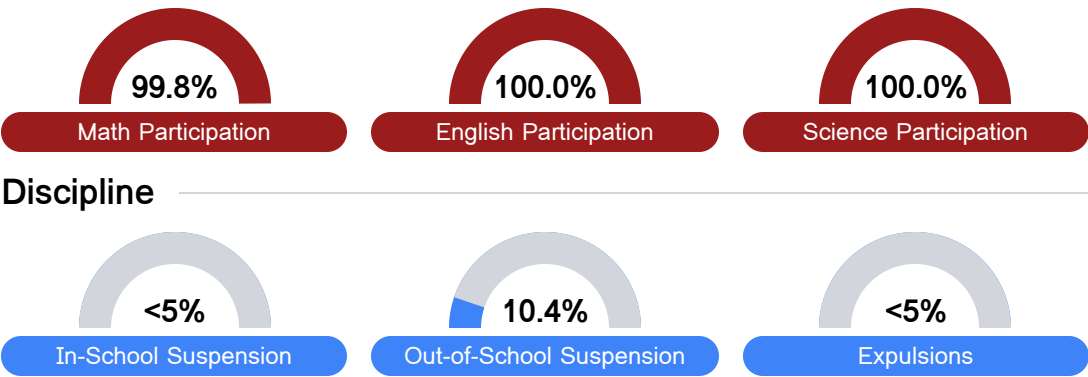 99.8% 100.0% 100.0%
Math Participation English Participation Science Participation
Discipline
<5% 10.4% <5%
In-School Suspension Out-of-School Suspension Expulsions